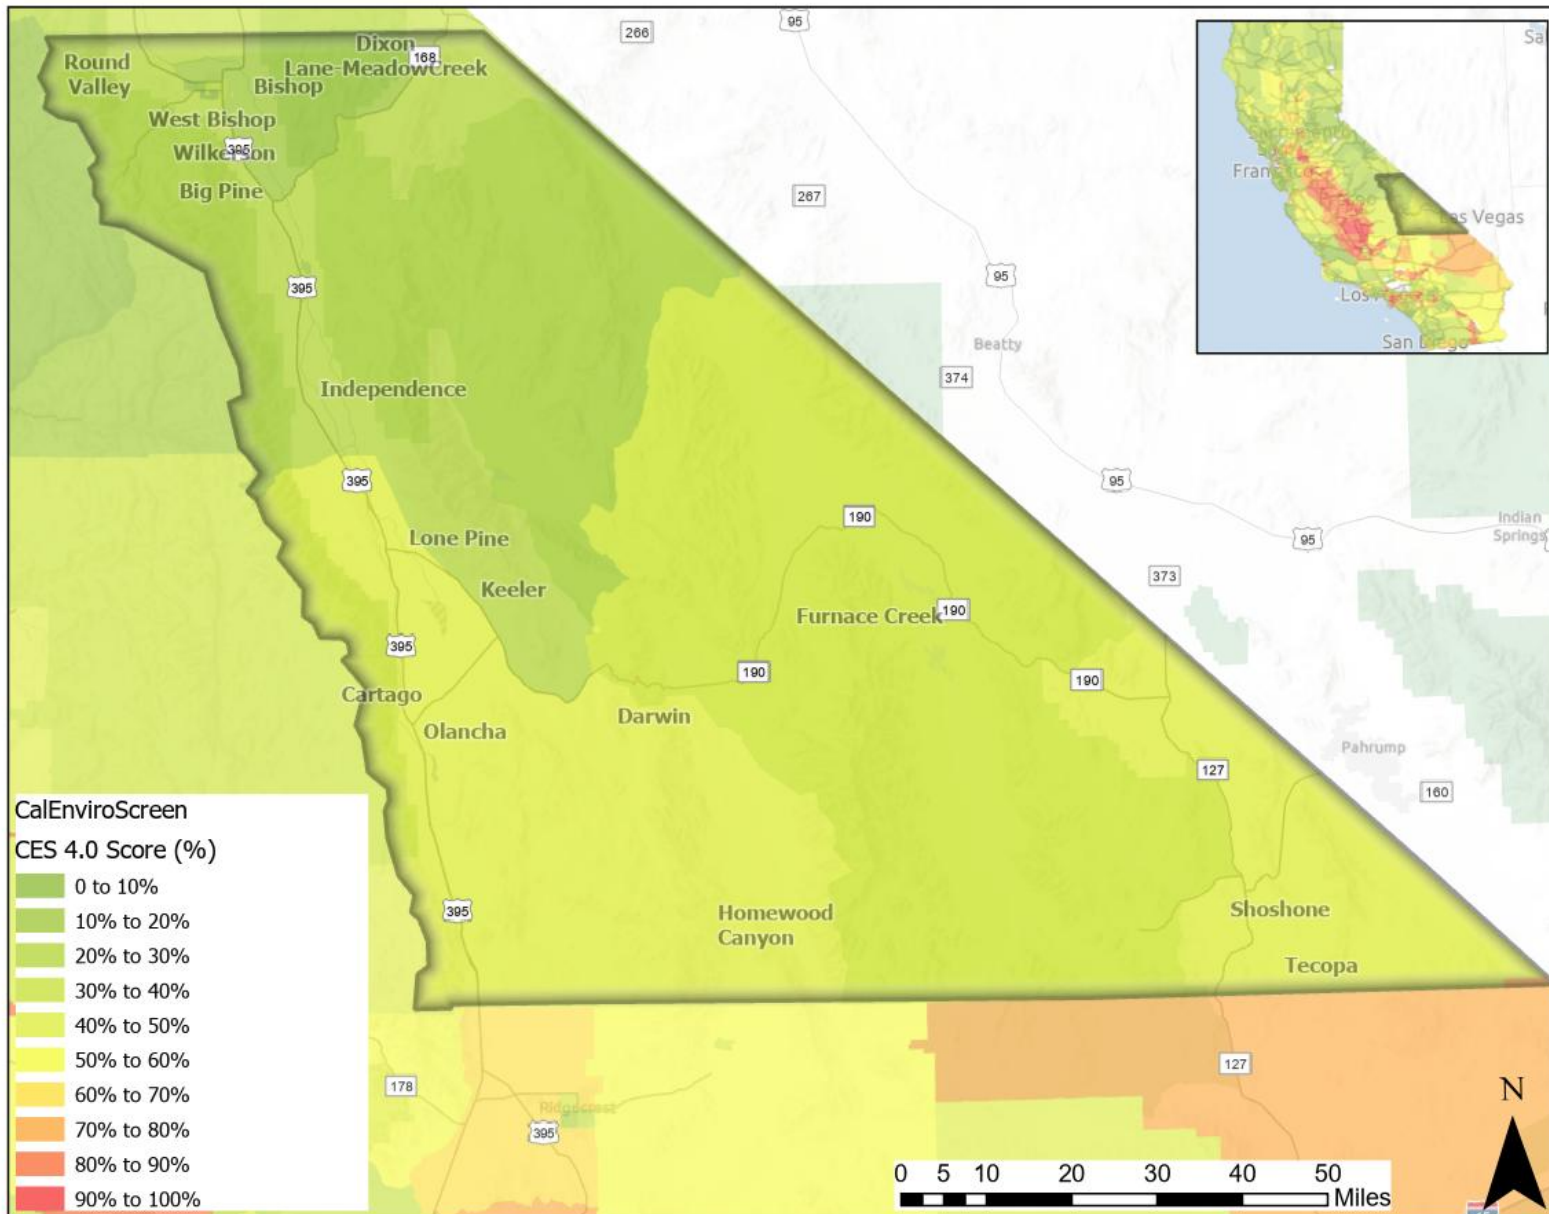 95
266
Sa
Dixon
168
Lane-MeadowCreek
Round
Valley
Bishop
West Bishop
395
Wilkerson
Big Pine
267
Sacramento
Las Vegas
San Diego
395
95
Beatty
374
Independence
395
95
190
Indian
Springs
95
Lone Pine
373
Keeler
190
Furnace Creek
395
190
190
Cartago
Darwin
Olancha
Pahrump
127
160
CalEnviroScreen
CES 4.0 Score (%)
0 to 10%
10% to 20%
20% to 30%
30% to 40%
40% to 50%
50% to 60%
60% to 70%
70% to 80%
80% to 90%
90% to 100%
395
Homewood
Canyon
Shoshone
Tecopa
127
178
Ridgecrest
395
N
0 5 10 20 30 40 50
Miles